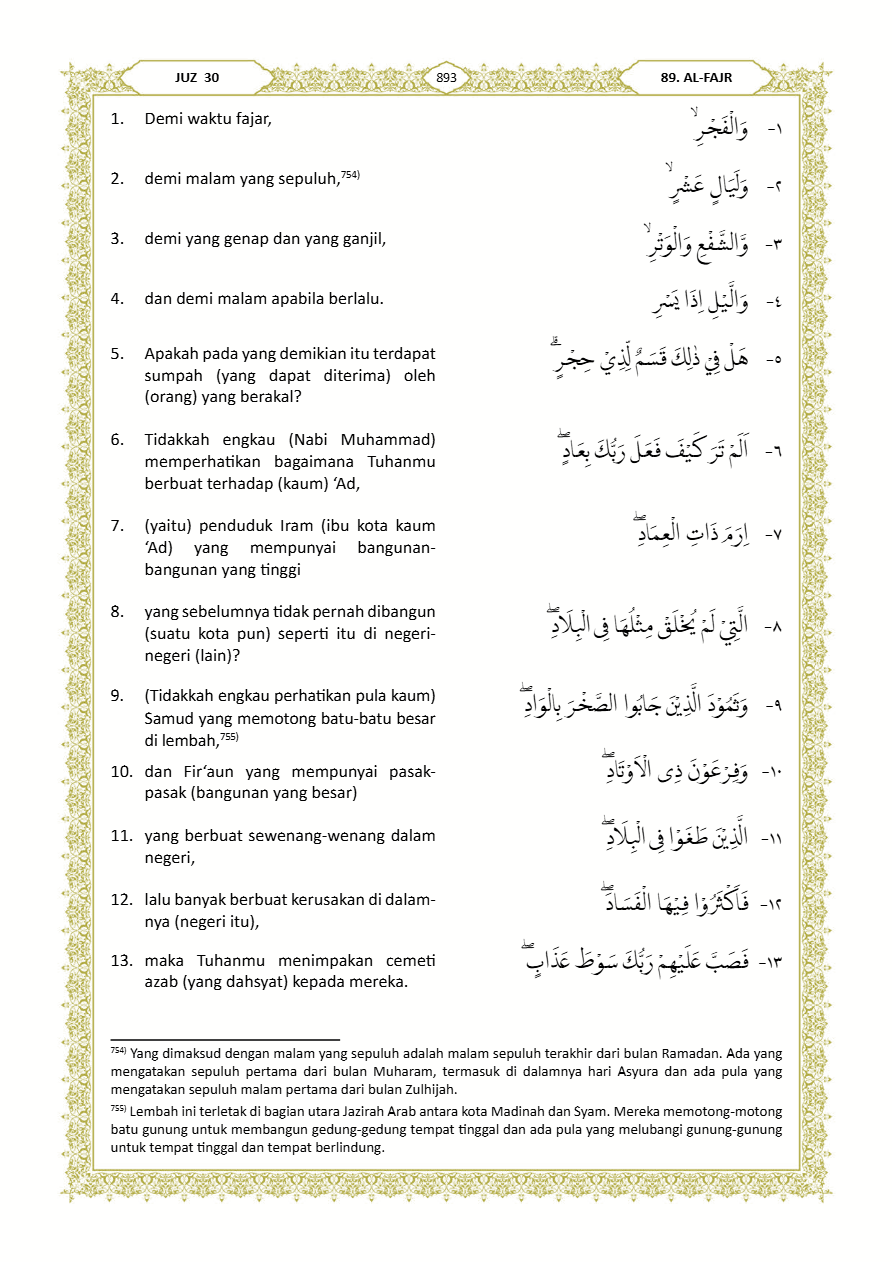 JUZ 30
893
89. AL-FAJR
1. Demi waktu fajar,
١- وَالْفَجْرِۙ
2. demi malam yang sepuluh,754)
٢- وَلَيَالٍ عَشْرٍۙ
3. demi yang genap dan yang ganjil,
٣- وَّالشَّفْعِ وَالْوَتْرِۙ
4. dan demi malam apabila berlalu.
٤- وَالَّيْلِ اِذَا يَسْرِ
5. Apakah pada yang demikian itu terdapat
sumpah (yang dapat diterima) oleh
(orang) yang berakal?
٥- هَلْ فِيْ ذٰلِكَ قَسَمٌ لِّذِيْ حِجْرٍۗ
6. Tidakkah engkau (Nabi Muhammad)
memperhatikan bagaimana Tuhanmu
berbuat terhadap (kaum) ‘Ad,
٦- اَلَمْ تَرَ كَيْفَ فَعَلَ رَبُّكَ بِعَادٍۖ
7. (yaitu) penduduk Iram (ibu kota kaum
‘Ad) yang mempunyai bangunan-
bangunan yang tinggi
٧- اِرَمَ ذَاتِ الْعِمَادِۖ
8. yang sebelumnya tidak pernah dibangun
(suatu kota pun) seperti itu di negeri-
negeri (lain)?
٨- الَّتِيْ لَمْ يُخْلَقْ مِثْلُهَا فِى الْبِلَادِۖ
9. (Tidakkah engkau perhatikan pula kaum)
Samud yang memotong batu-batu besar
di lembah,755)
٩- وَثَمُوْدَ الَّذِيْنَ جَابُوا الصَّخْرَ بِالْوَادِۖ
10. dan Fir‘aun yang mempunyai pasak-
pasak (bangunan yang besar)
١٠- وَفِرْعَوْنَ ذِى الْاَوْتَادِۖ
11. yang berbuat sewenang-wenang dalam
negeri,
١١- الَّذِيْنَ طَغَوْا فِى الْبِلَادِۖ
12. lalu banyak berbuat kerusakan di dalam-
nya (negeri itu),
١٢- فَاَكْثَرُوْا فِيْهَا الْفَسَادَۖ
13. maka Tuhanmu menimpakan cemeti
azab (yang dahsyat) kepada mereka.
١٣- فَصَبَّ عَلَيْهِمْ رَبُّكَ سَوْطَ عَذَابٍۖ
754) Yang dimaksud dengan malam yang sepuluh adalah malam sepuluh terakhir dari bulan Ramadan. Ada yang
mengatakan sepuluh pertama dari bulan Muharam, termasuk di dalamnya hari Asyura dan ada pula yang
mengatakan sepuluh malam pertama dari bulan Zulhijah.
755) Lembah ini terletak di bagian utara Jazirah Arab antara kota Madinah dan Syam. Mereka memotong-motong
batu gunung untuk membangun gedung-gedung tempat tinggal dan ada pula yang melubangi gunung-gunung
untuk tempat tinggal dan tempat berlindung.